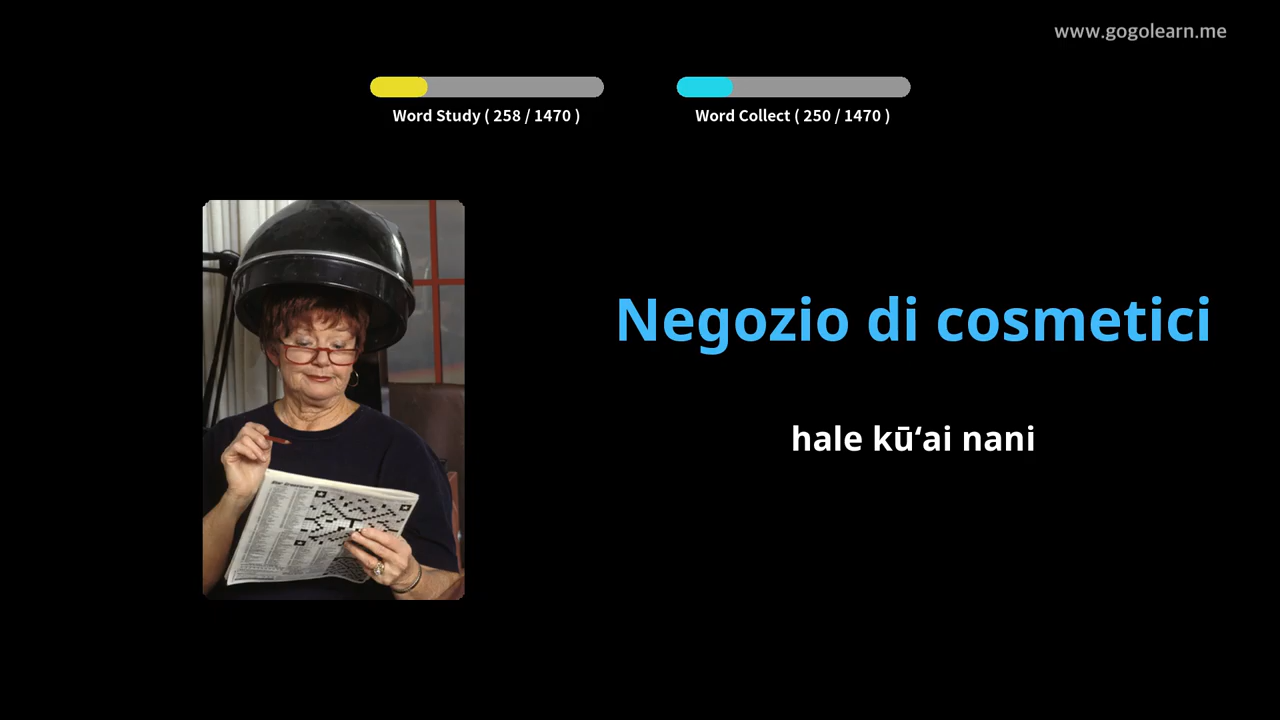 www.gogolearn.me
Word Study ( 258 / 1470 )
Word Collect ( 250 / 1470 )
Negozio di cosmetici
hale kūʻai nani